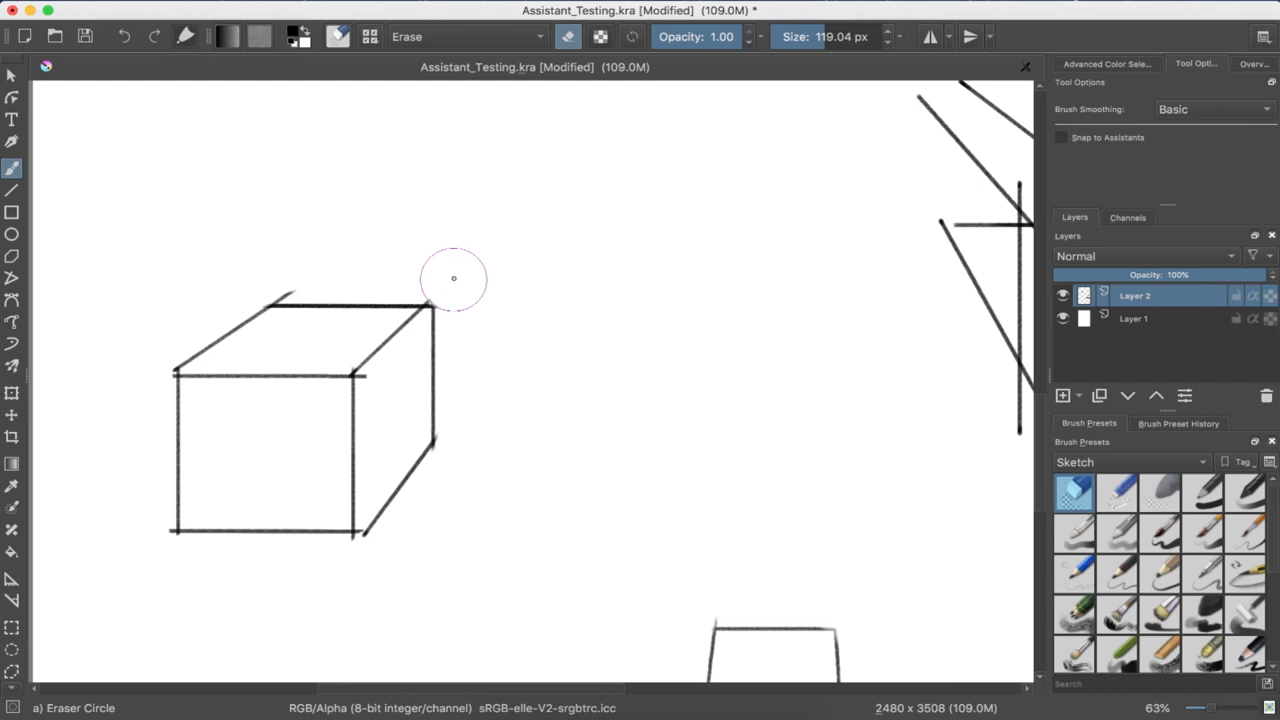 Assistant_Testing.kra [Modified] (109.0M) *
Erase
Opacity: 1.00
Size: 119.04 px
Assistant_Testing.kra [Modified] (109.0M)
Advanced Color Sele...
Tool Opti...
Overv...
Tool Options
Brush Smoothing:
Basic
Snap to Assistants
Layers
Channels
Layers
Normal
Opacity: 100%
Layer 2
Layer 1
Brush Presets
Brush Preset History
Brush Presets
Sketch
Tag
Search
a) Eraser Circle
RGB/Alpha (8-bit integer/channel) sRGB-elle-V2-srgbtrc.icc
2480 x 3508 (109.0M)
63%